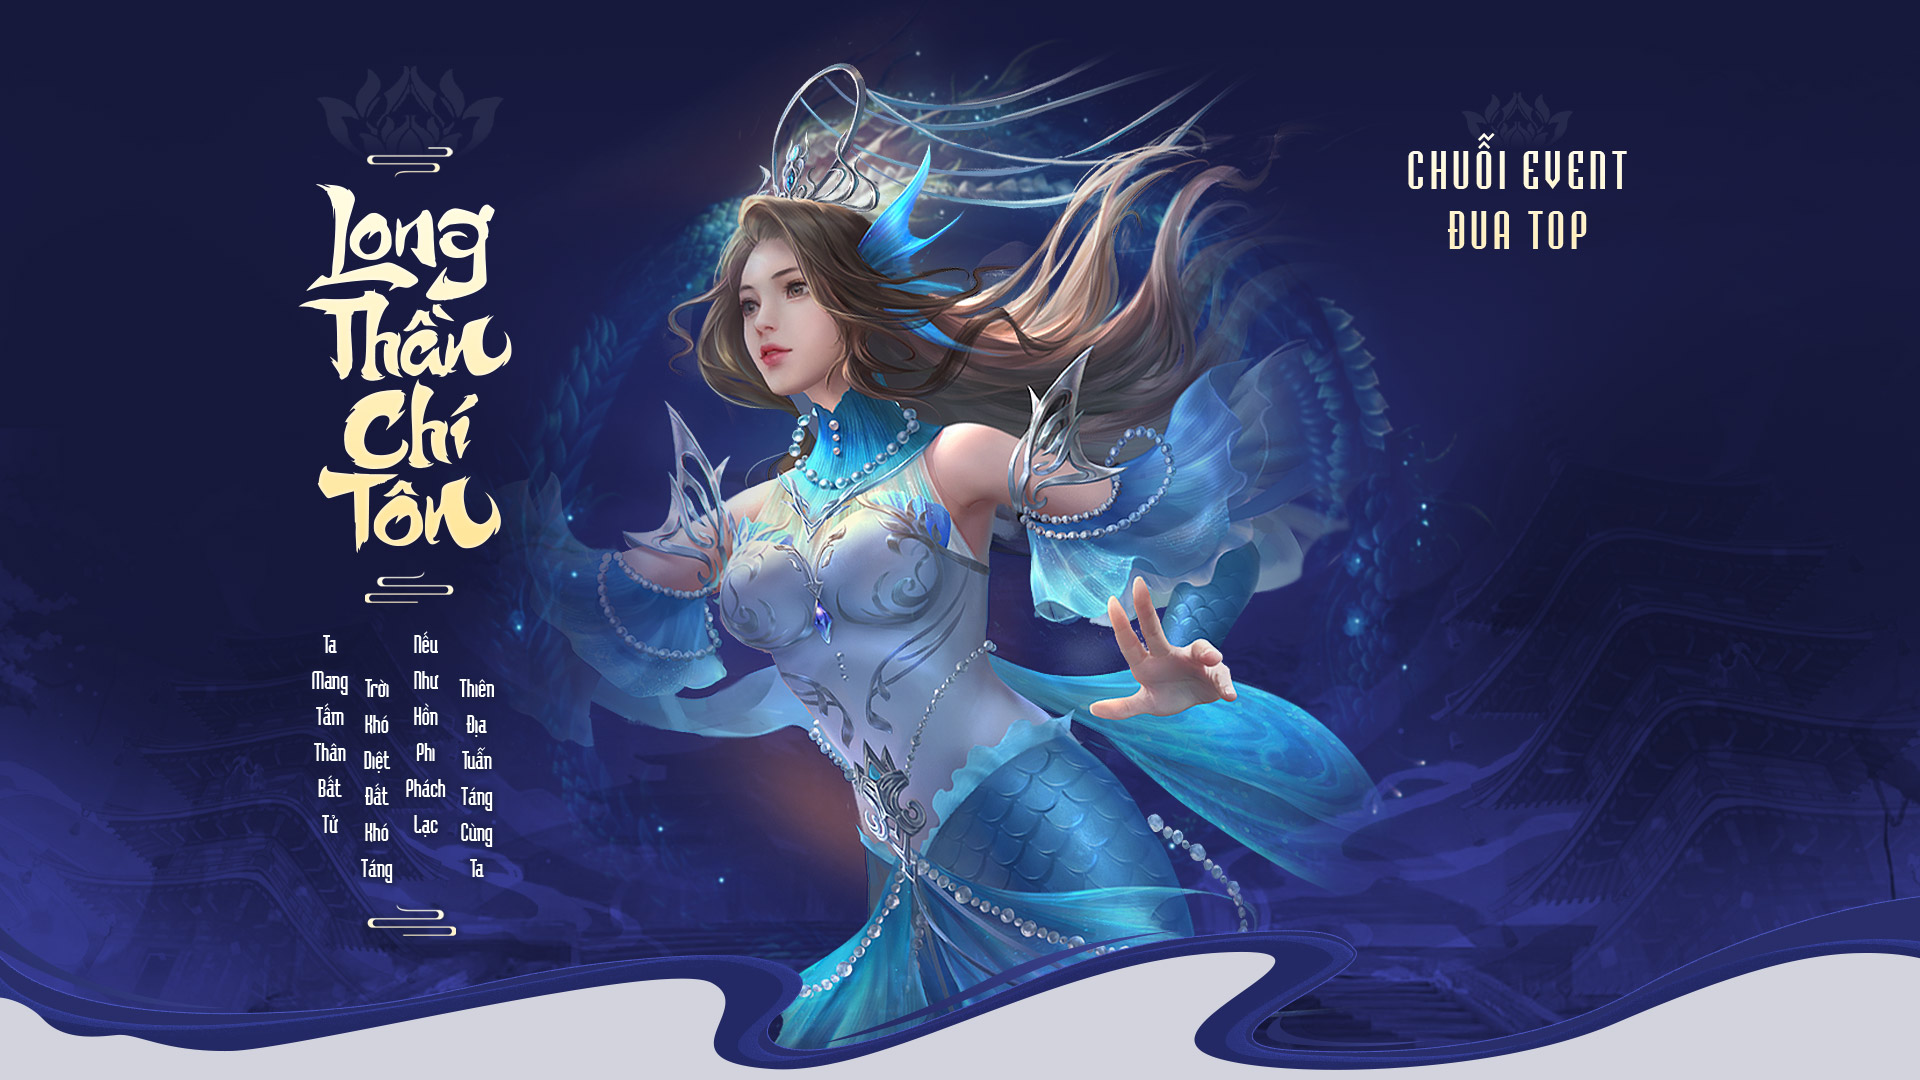 Long
Thần
Chí
Tôn
Ta Mang Tấm Thân Bất Tử
Trời Khó Diệt Đất Khó Táng
Nếu Như Hồn Phi Phách Lạc
Thiên Địa Tuẫn Táng Cùng Ta
CHUỖI EVENT
ĐUA TOP